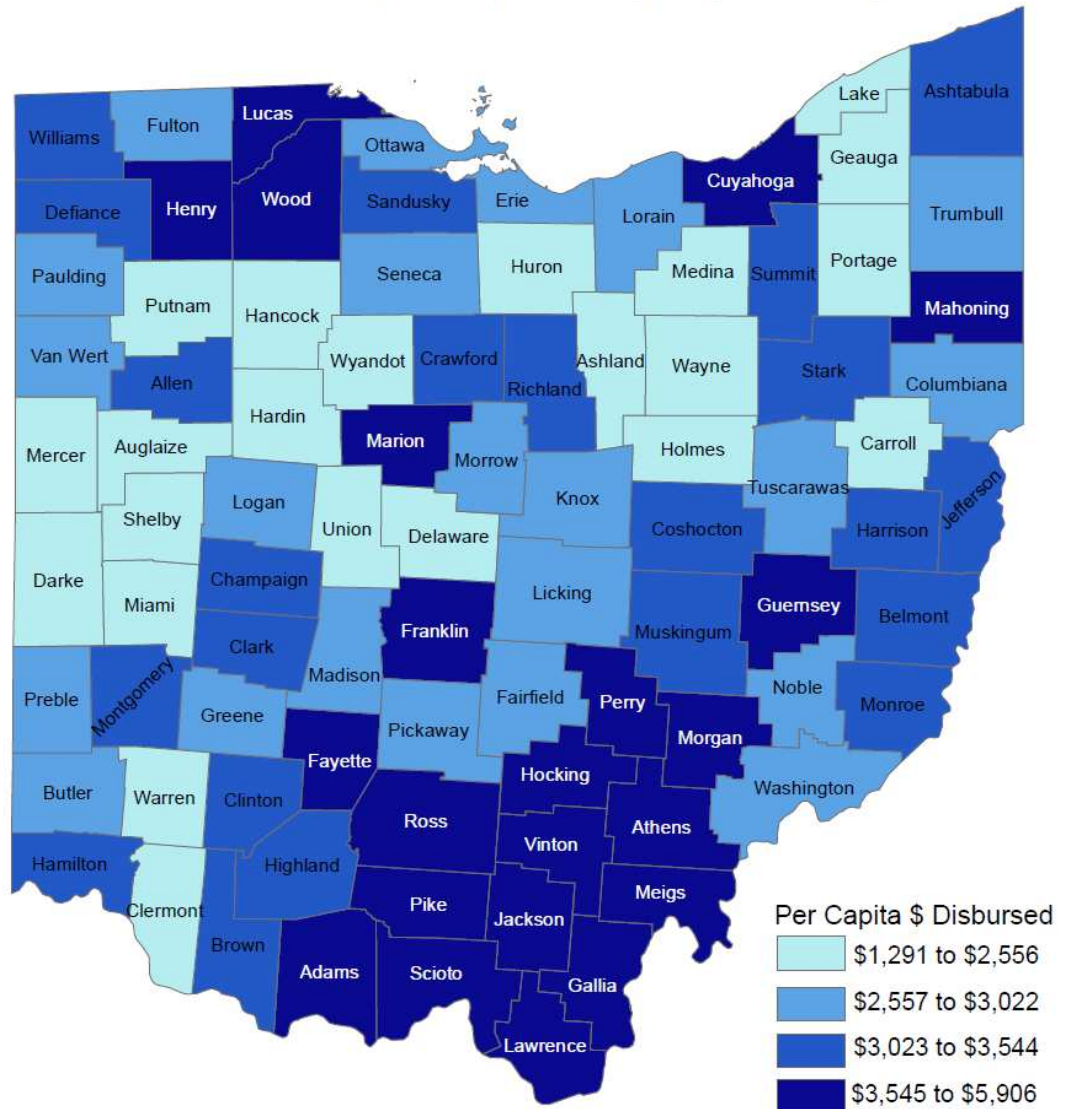 Lake
Ashtabula
Lucas
Fulton
Williams
Ottawa
Geauga
Cuyahoga
Wood
Sandusky
Erie
Henry
Defiance
Lorain
Trumbull
Huron
Medina
Summit
Portage
Paulding
Seneca
Putnam
Hancock
Mahoning
Van Wert
Wyandot
Crawford
Ashland
Wayne
Stark
Allen
Richland
Columbiana
Hardin
Marion
Carroll
Auglaize
Mercer
Morrow
Holmes
Tuscarawas
Jefferson
Logan
Knox
Shelby
Union
Delaware
Coshocton
Harrison
Darke
Champaign
Miami
Licking
Guernsey
Belmont
Franklin
Muskingum
Clark
Madison
Montgomery
Preble
Greene
Fairfield
Noble
Perry
Monroe
Pickaway
Morgan
Fayette
Hocking
Butler
Warren
Clinton
Washington
Ross
Athens
Vinton
Hamilton
Highland
Meigs
Pike
Clermont
Jackson
Brown
Adams
Scioto
Gallia
Lawrence
Per Capita $ Disbursed
$1,291 to $2,556
$2,557 to $3,022
$3,023 to $3,544
$3,545 to $5,906